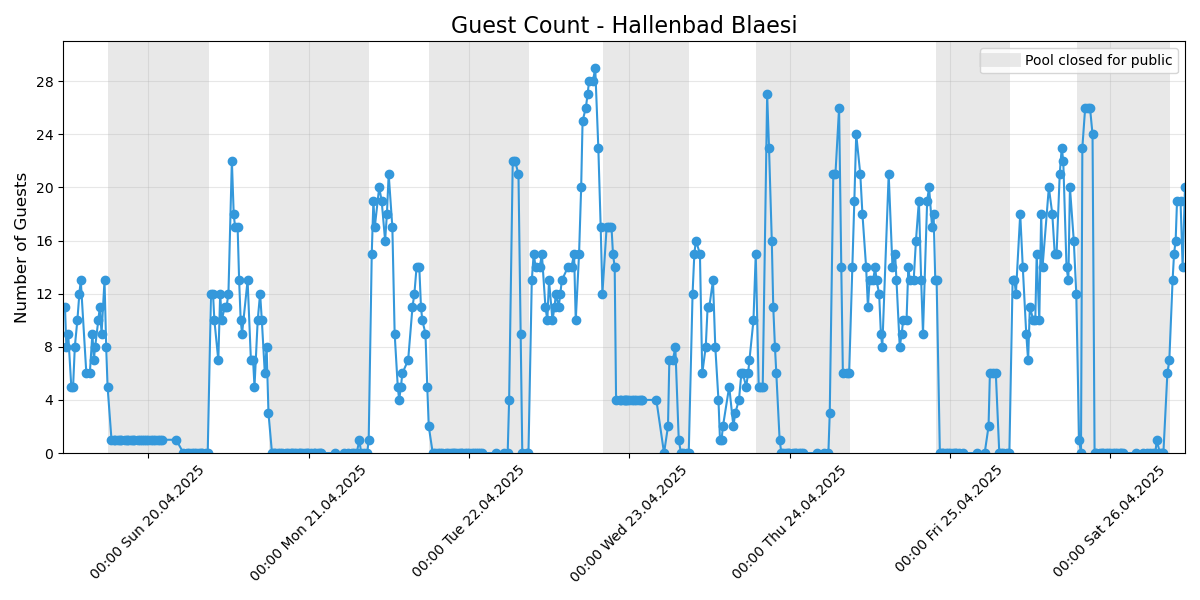 Guest Count - Hallenbad Blaesi
Pool closed for public
Number of Guests
28
24
20
16
12
8
4
0
00:00 Sun 20.04.2025
00:00 Mon 21.04.2025
00:00 Tue 22.04.2025
00:00 Wed 23.04.2025
00:00 Thu 24.04.2025
00:00 Fri 25.04.2025
00:00 Sat 26.04.2025